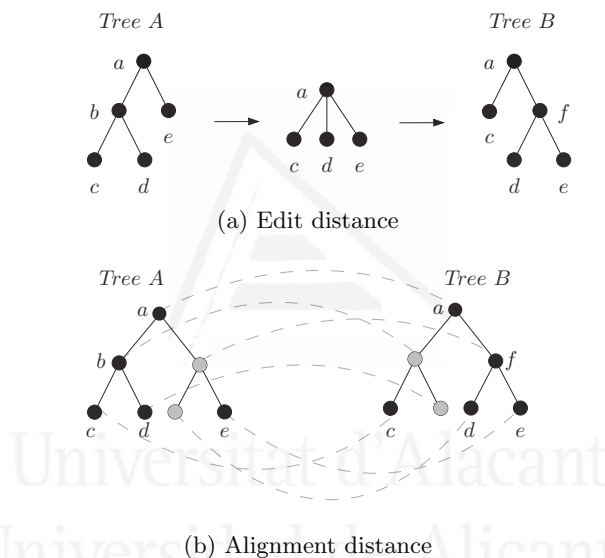 Tree A Tree B
a a
a
b e c f
c d e
c d d e
(a) Edit distance
Tree A Tree B
a a
b f
c d e c d e
Universitat d'Alacant
Universidad de Alicante
(b) Alignment distance